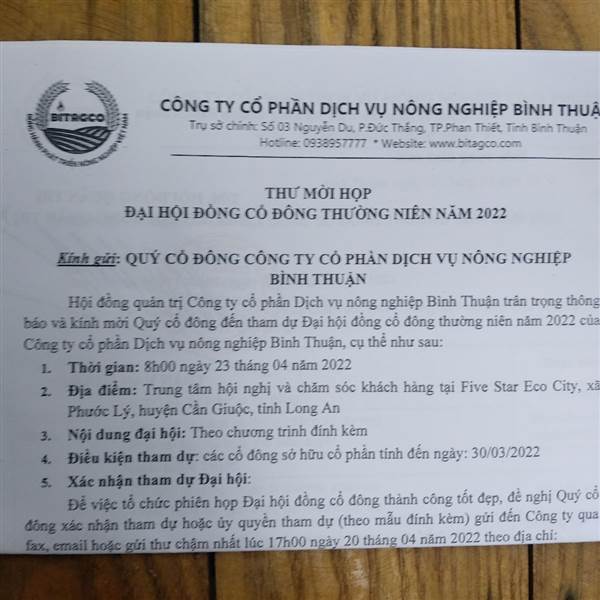 BITAGCO
ĐỒNG HÀNH PHÁT TRIỂN NÔNG NGHIỆP VIỆT NAM
CÔNG TY CỔ PHẦN DỊCH VỤ NÔNG NGHIỆP BÌNH THUẬ
Trụ sở chính: Số 03 Nguyễn Du, P.Đức Thắng, TP.Phan Thiết, Tỉnh Bình Thuận
Hotline: 0938957777 * Website: www.bitagco.com
THƯ MỜI HỌP
ĐẠI HỘI ĐỒNG CỔ ĐÔNG THƯỜNG NIÊN NĂM 2022
Kính gửi: QUÝ CỔ ĐÔNG CÔNG TY CỔ PHẦN DỊCH VỤ NÔNG NGHIỆP
BÌNH THUẬN
Hội đồng quản trị Công ty cổ phần Dịch vụ nông nghiệp Bình Thuận trân trọng thông
báo và kính mời Quý cổ đông đến tham dự Đại hội đồng cổ đông thường niên năm 2022 của
Công ty cổ phần Dịch vụ nông nghiệp Bình Thuận, cụ thể như sau:
1. Thời gian: 8h00 ngày 23 tháng 04 năm 2022
2. Địa điểm: Trung tâm hội nghị và chăm sóc khách hàng tại Five Star Eco City, xã
Phước Lý, huyện Cần Giuộc, tỉnh Long An
3. Nội dung đại hội: Theo chương trình đính kèm
4. Điều kiện tham dự: các cổ đông sở hữu cổ phần tính đến ngày: 30/03/2022
5. Xác nhận tham dự Đại hội:
Để việc tổ chức phiên họp Đại hội đồng cổ đông thành công tốt đẹp, đề nghị Quý cổ
đông xác nhận tham dự hoặc ủy quyền tham dự (theo mẫu đính kèm) gửi đến Công ty qua
fax, email hoặc gửi thư chậm nhất lúc 17h00 ngày 20 tháng 04 năm 2022 theo địa chỉ: